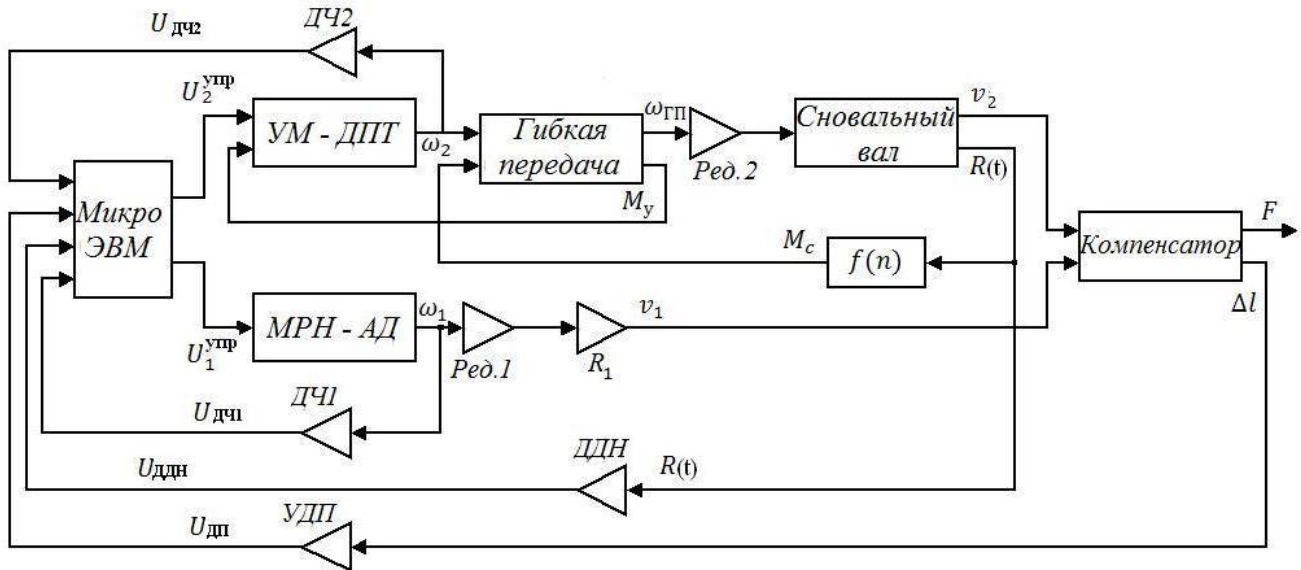 ДЧ2
U ДЧ2
U₂^упр
УМ - ДПТ
ω₂
Гибкая
передача
ω_ГП
M_у
Ред.2
Сновальный
вал
v₂
R(t)
Микро
ЭВМ
M_c
f(n)
Компенсатор
F
Δl
МРН - АД
U₁^упр
ω₁
Ред.1
R₁
v₁
ДЧ1
U_ДЧ1
ДДН
U_ДДН
R(t)
УДП
U_ДП